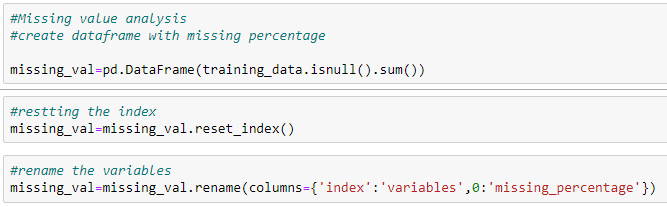 #Missing value analysis
#create dataframe with missing percentage
missing_val=pd.DataFrame(training_data.isnull().sum())
#restting the index
missing_val=missing_val.reset_index()
#rename the variables
missing_val=missing_val.rename(columns={'index':'variables',0:'missing_percentage'})